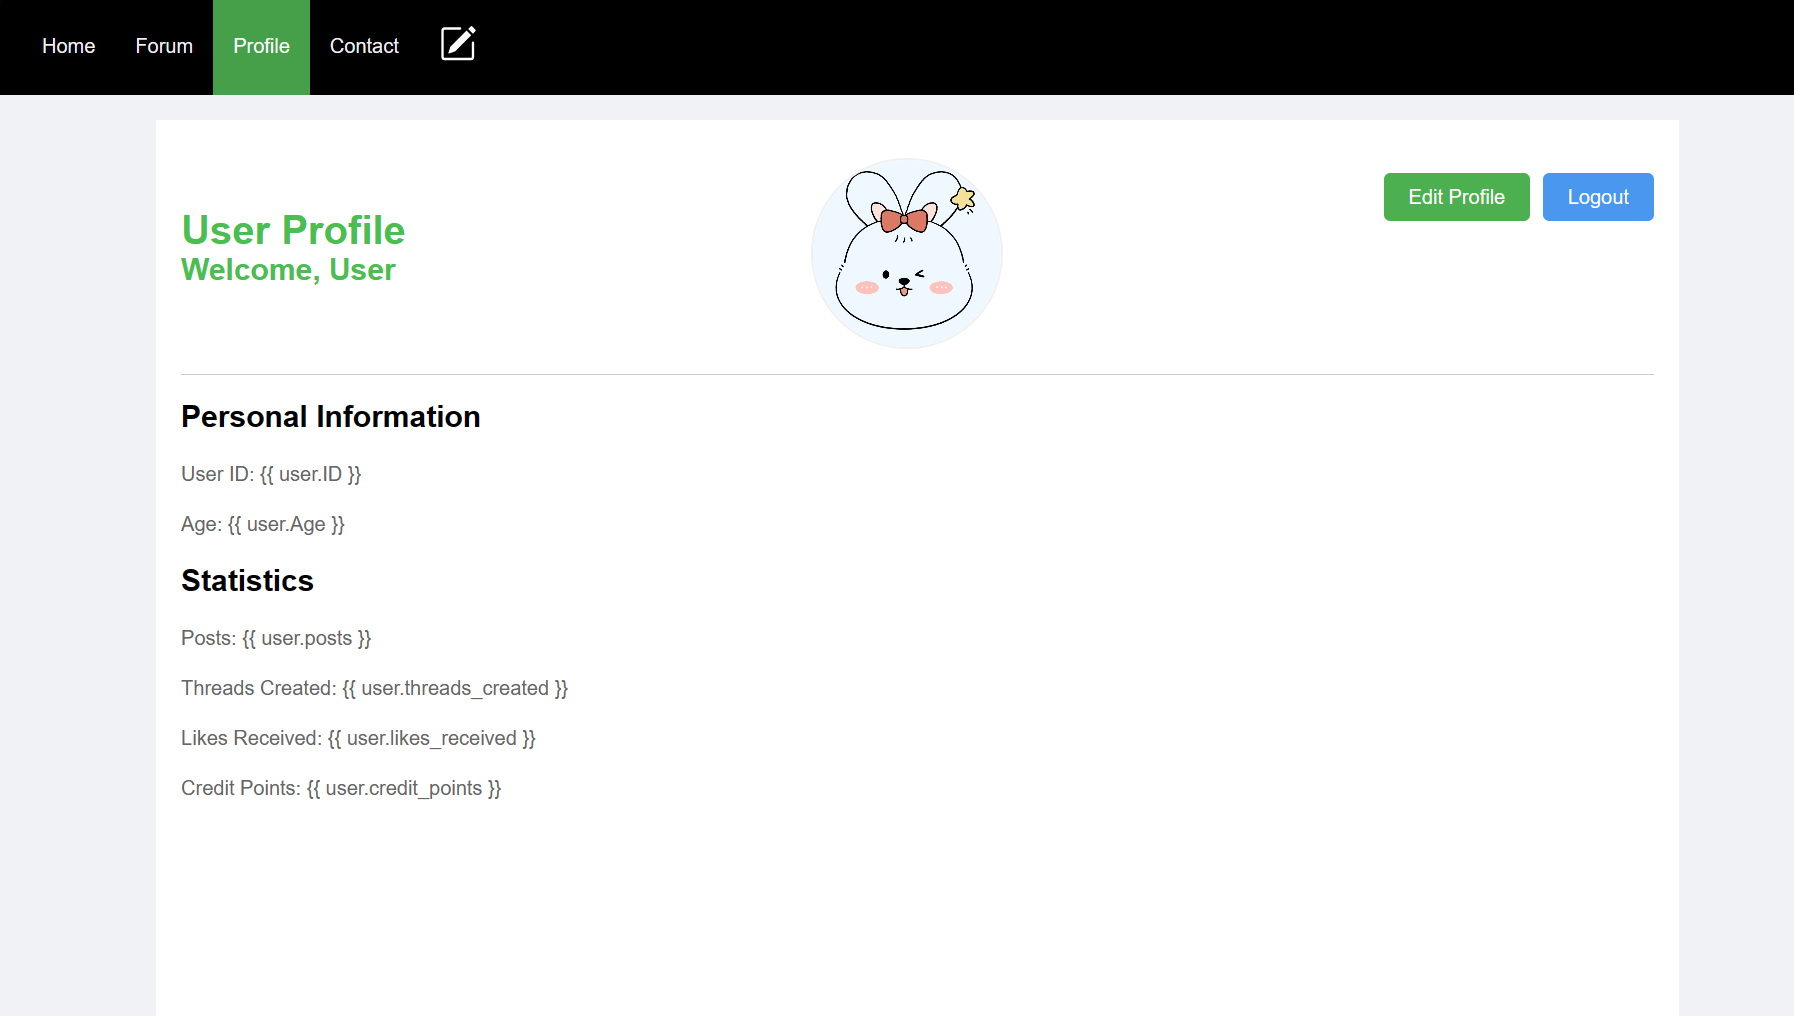 Home Forum Profile Contact
Edit Profile Logout
User Profile
Welcome, User
Personal Information
User ID: {{ user.ID }}
Age: {{ user.Age }}
Statistics
Posts: {{ user.posts }}
Threads Created: {{ user.threads_created }}
Likes Received: {{ user.likes_received }}
Credit Points: {{ user.credit_points }}